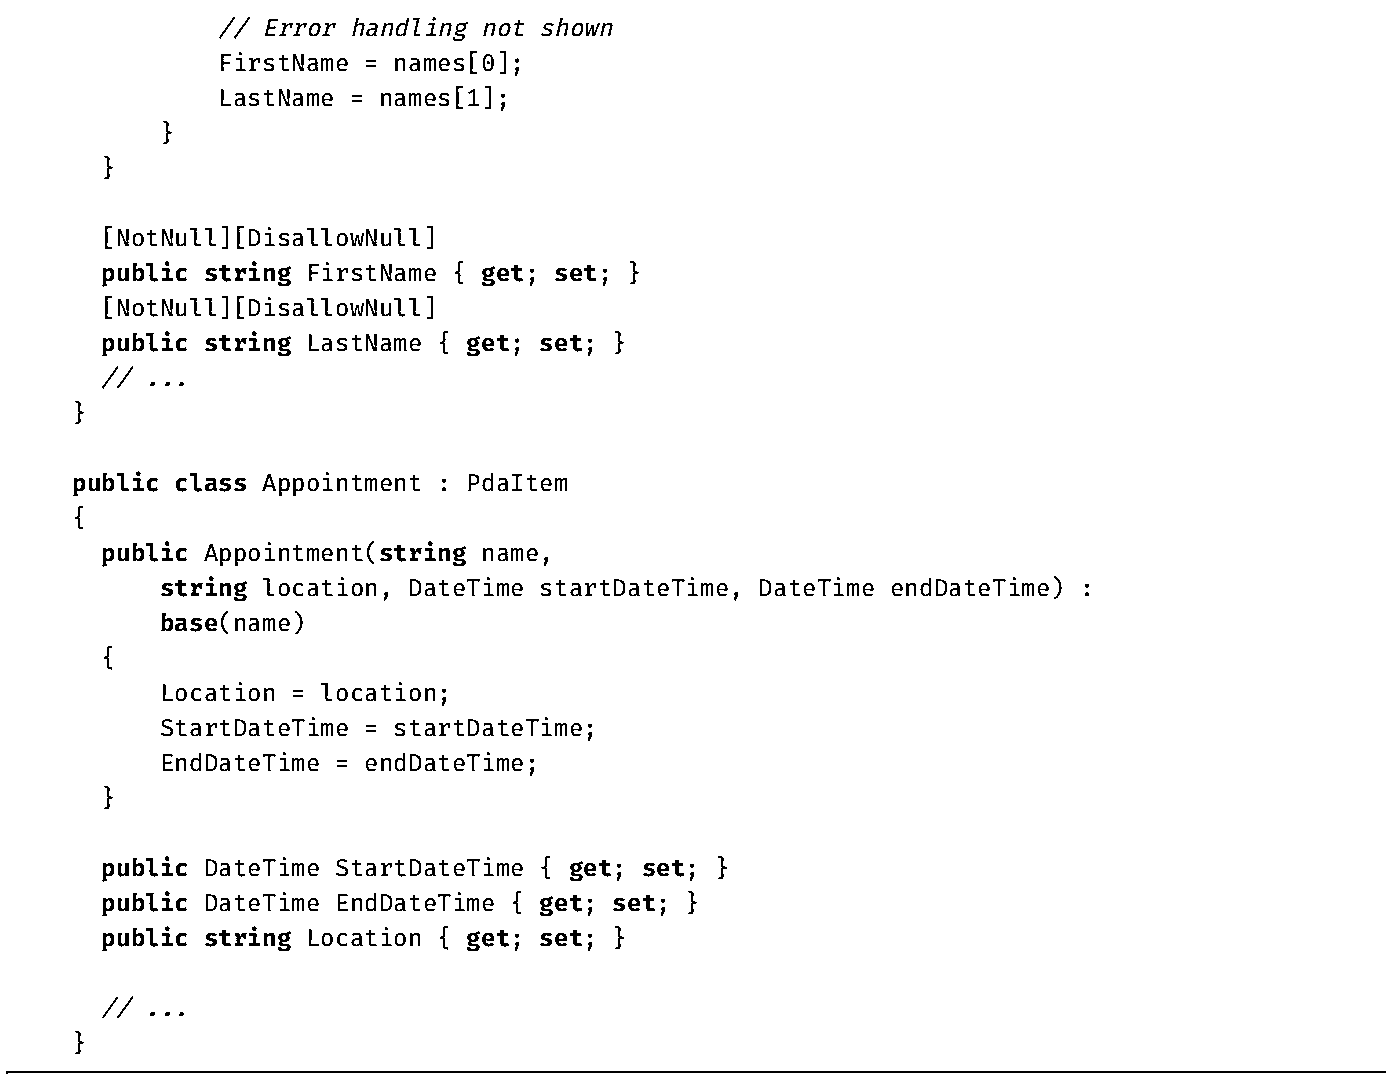 // Error handling not shown
FirstName = names[0];
LastName = names[1];
}
}
[NotNull][DisallowNull]
public string FirstName { get; set; }
[NotNull][DisallowNull]
public string LastName { get; set; }
// ...
}
public class Appointment : PdaItem
{
public Appointment(string name,
string location, DateTime startDateTime, DateTime endDateTime) :
base(name)
{
Location = location;
StartDateTime = startDateTime;
EndDateTime = endDateTime;
}
public DateTime StartDateTime { get; set; }
public DateTime EndDateTime { get; set; }
public string Location { get; set; }
// ...
}